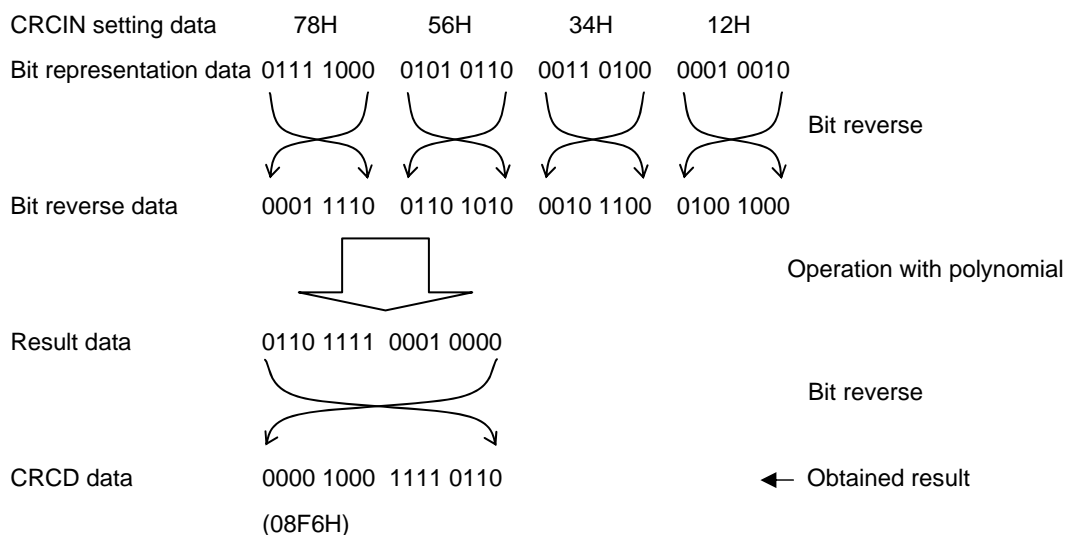 CRCIN setting data 78H 56H 34H 12H
Bit representation data 0111 1000 0101 0110 0011 0100 0001 0010
Bit reverse
Bit reverse data 0001 1110 0110 1010 0010 1100 0100 1000
Operation with polynomial
Result data 0110 1111 0001 0000
Bit reverse
CRCD data 0000 1000 1111 0110 Obtained result
(08F6H)